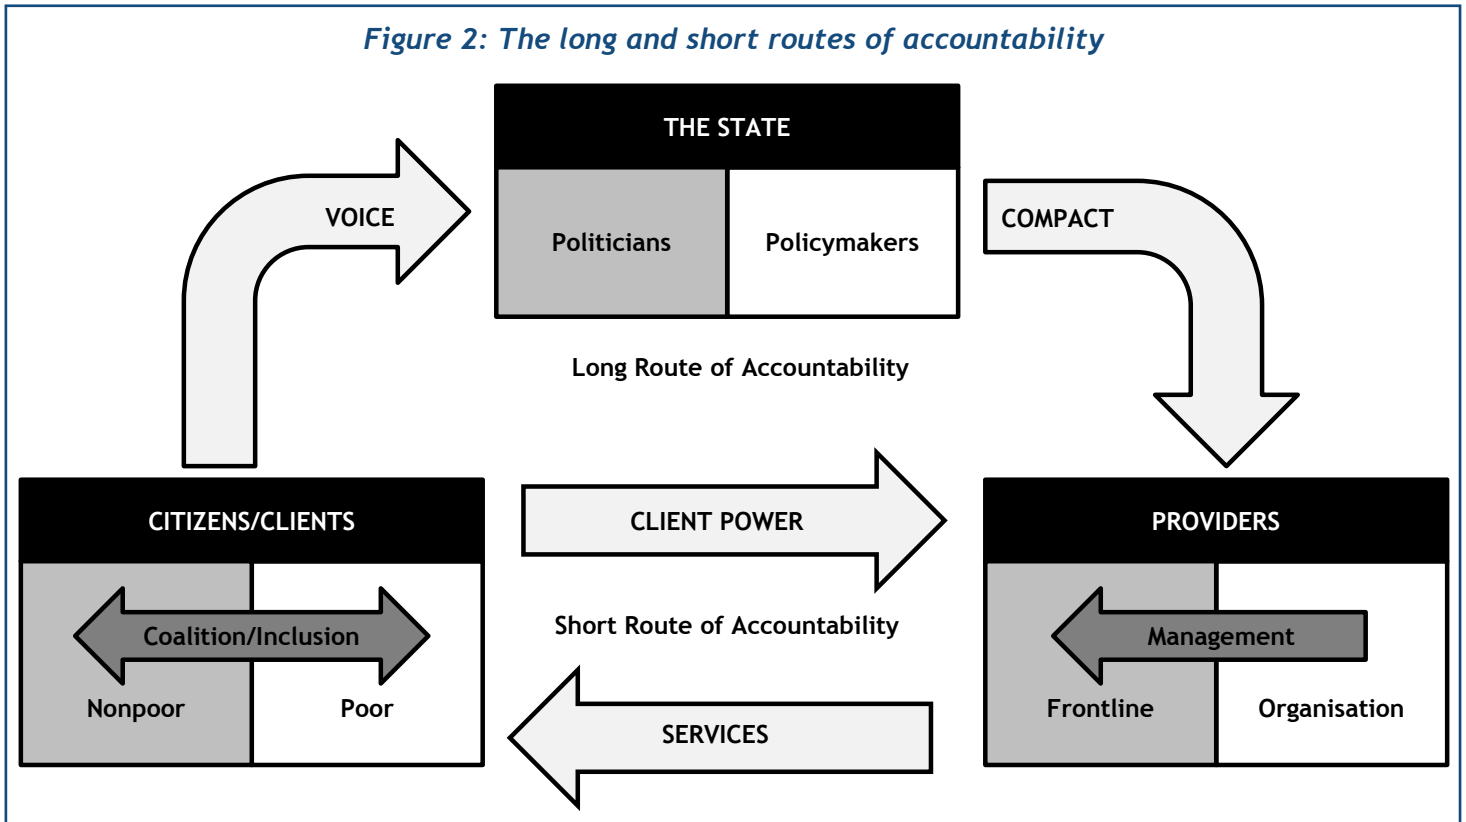 Figure 2: The long and short routes of accountability
THE STATE
VOICE
COMPACT
Politicians
Policymakers
Long Route of Accountability
CITIZENS/CLIENTS
CLIENT POWER
PROVIDERS
Short Route of Accountability
Coalition/Inclusion
Management
Nonpoor
Poor
Frontline
Organisation
SERVICES